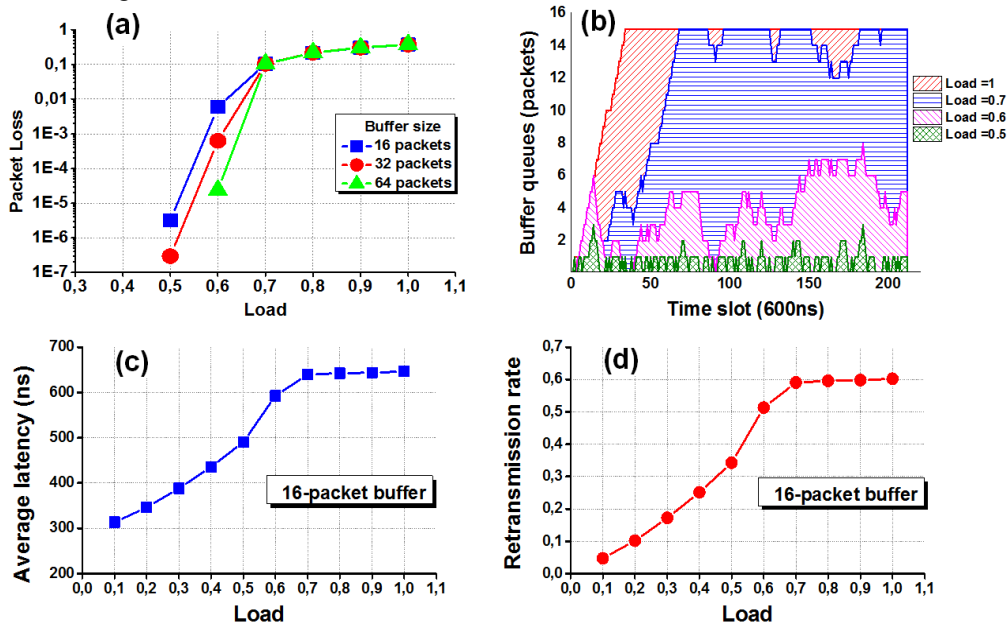 (a)
Packet Loss
1
0,1
0,01
1E-3
1E-4
1E-5
1E-6
1E-7
0,3 0,4 0,5 0,6 0,7 0,8 0,9 1,0 1,1
Load
Buffer size
16 packets
32 packets
64 packets
(b)
Buffer queues (packets)
16
14
12
10
8
6
4
2
0 50 100 150 200
Time slot (600ns)
Load =1
Load =0.7
Load =0.6
Load =0.5
(c)
Average latency (ns)
700
600
500
400
300
200
0,0 0,1 0,2 0,3 0,4 0,5 0,6 0,7 0,8 0,9 1,0 1,1
Load
16-packet buffer
(d)
Retransmission rate
0,7
0,6
0,5
0,4
0,3
0,2
0,1
0,0
0,0 0,1 0,2 0,3 0,4 0,5 0,6 0,7 0,8 0,9 1,0 1,1
Load
16-packet buffer